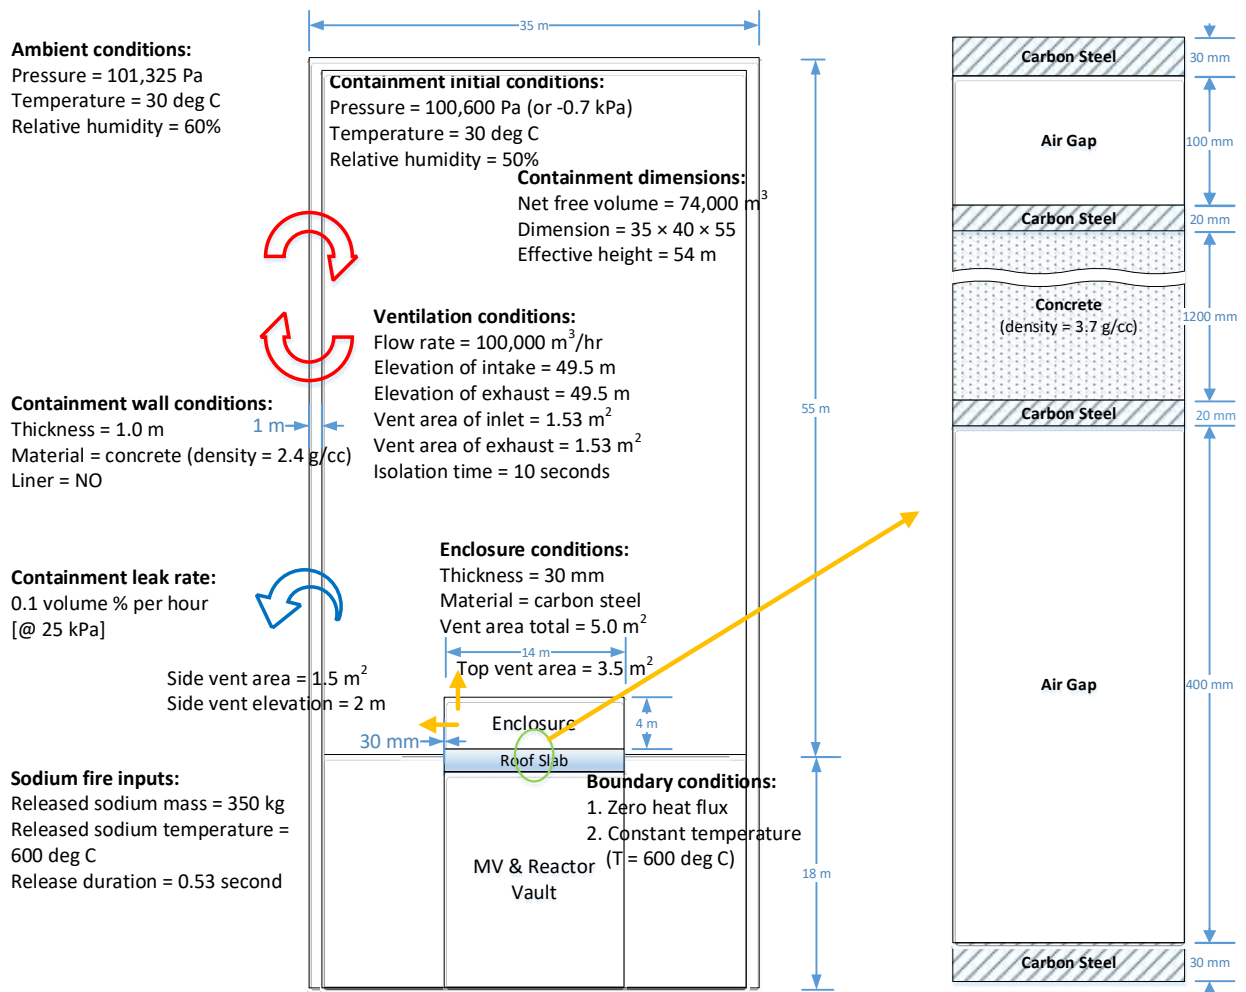 35 m
Ambient conditions:
Pressure = 101,325 Pa
Temperature = 30 deg C
Relative humidity = 60%
Containment initial conditions:
Pressure = 100,600 Pa (or -0.7 kPa)
Temperature = 30 deg C
Relative humidity = 50%
Containment dimensions:
Net free volume = 74,000 m³
Dimension = 35 × 40 × 55
Effective height = 54 m
Ventilation conditions:
Flow rate = 100,000 m³/hr
Elevation of intake = 49.5 m
Elevation of exhaust = 49.5 m
Vent area of inlet = 1.53 m²
Vent area of exhaust = 1.53 m²
Isolation time = 10 seconds
Containment wall conditions:
Thickness = 1.0 m
Material = concrete (density = 2.4 g/cc)
Liner = NO
1 m
55 m
Containment leak rate:
0.1 volume % per hour
[@ 25 kPa]
Enclosure conditions:
Thickness = 30 mm
Material = carbon steel
Vent area total = 5.0 m²
14 m
Top vent area = 3.5 m²
Side vent area = 1.5 m²
Side vent elevation = 2 m
Enclosure
4 m
30 mm
Roof Slab
Sodium fire inputs:
Released sodium mass = 350 kg
Released sodium temperature =
600 deg C
Release duration = 0.53 second
Boundary conditions:
1. Zero heat flux
2. Constant temperature
(T = 600 deg C)
MV & Reactor
Vault
18 m
Carbon Steel
30 mm
Air Gap
100 mm
Carbon Steel
20 mm
Concrete
(density = 3.7 g/cc)
1200 mm
Carbon Steel
20 mm
Air Gap
400 mm
Carbon Steel
30 mm